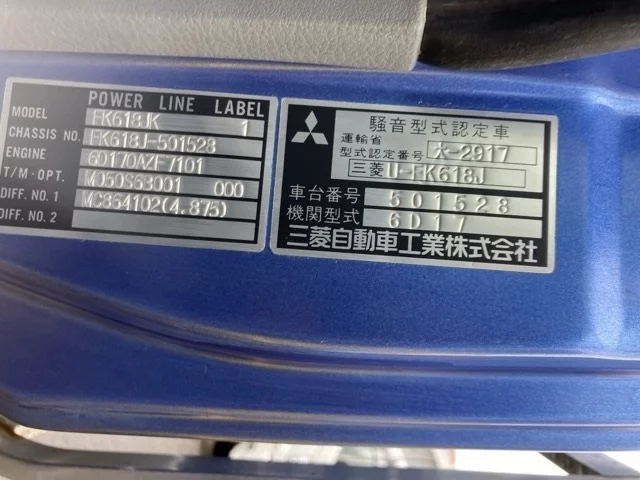 POWER LINE LABEL
MODEL FK618JK 1
CHASSIS NO. FK618J-501528
ENGINE 6D170AZF7101
T/M・OPT. M050S6S001 000
DIFF. NO. 1 MC854102(4.875)
DIFF. NO. 2
騒音型式認定車
運輸省
型式認定番号 大-2917
三菱U-FK618J
車台番号 501528
機関型式 6D17
三菱自動車工業株式会社